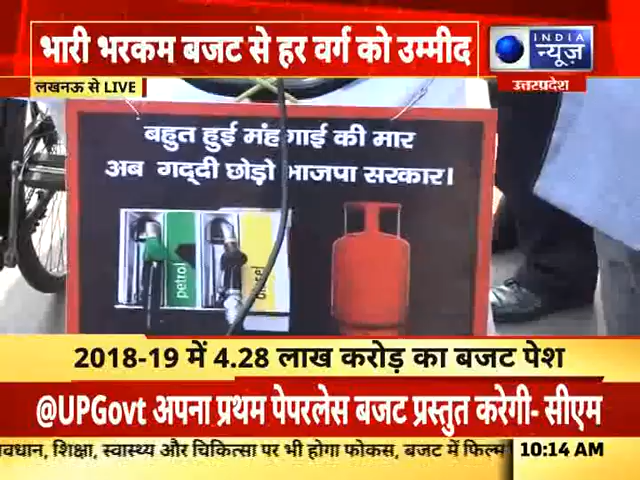 भारी भरकम बजट से हर वर्ग को उम्मीद
INDIA
न्यूज़
उत्तरप्रदेश
लखनऊ से LIVE
बहुत हुई मंहगाई की मार
अब गद्दी छोड़ो भाजपा सरकार।
petrol
diesel
2018-19 में 4.28 लाख करोड़ का बजट पेश
@UPGovt अपना प्रथम पेपरलेस बजट प्रस्तुत करेगी- सीएम
वधान, शिक्षा, स्वास्थ्य और चिकित्सा पर भी होगा फोकस, बजट में फिल्म
10:14 AM